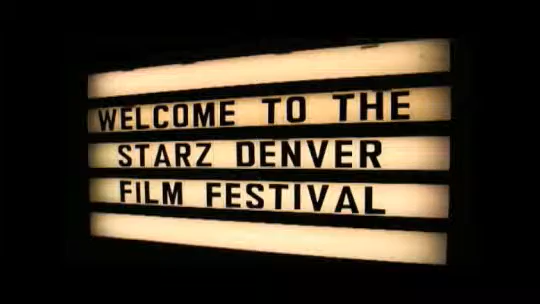 WELCOME TO THE
STARZ DENVER
FILM FESTIVAL